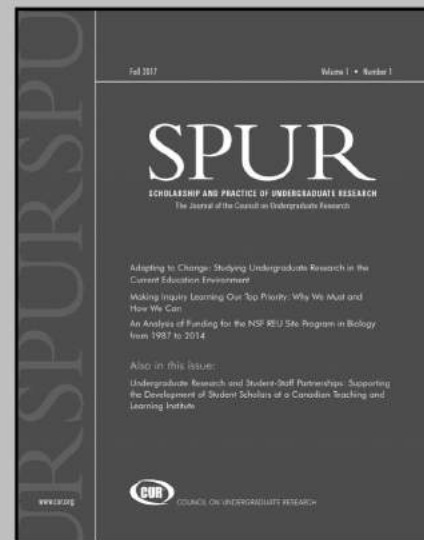 Fall 2017
Volume 1 • Number 1
SPUR
SCHOLARSHIP AND PRACTICE OF UNDERGRADUATE RESEARCH
The Journal of the Council on Undergraduate Research
Adapting to Change: Studying Undergraduate Research in the
Current Education Environment
Making Inquiry Learning Our Top Priority: Why We Must and
How We Can
An Analysis of Funding for the NSF REU Site Program in Biology
from 1987 to 2014
Also in this issue:
Undergraduate Research and Student-Staff Partnerships: Supporting
the Development of Student Scholars at a Canadian Teaching and
Learning Institute
www.cur.org
CUR
COUNCIL ON UNDERGRADUATE RESEARCH
URSPURSPU